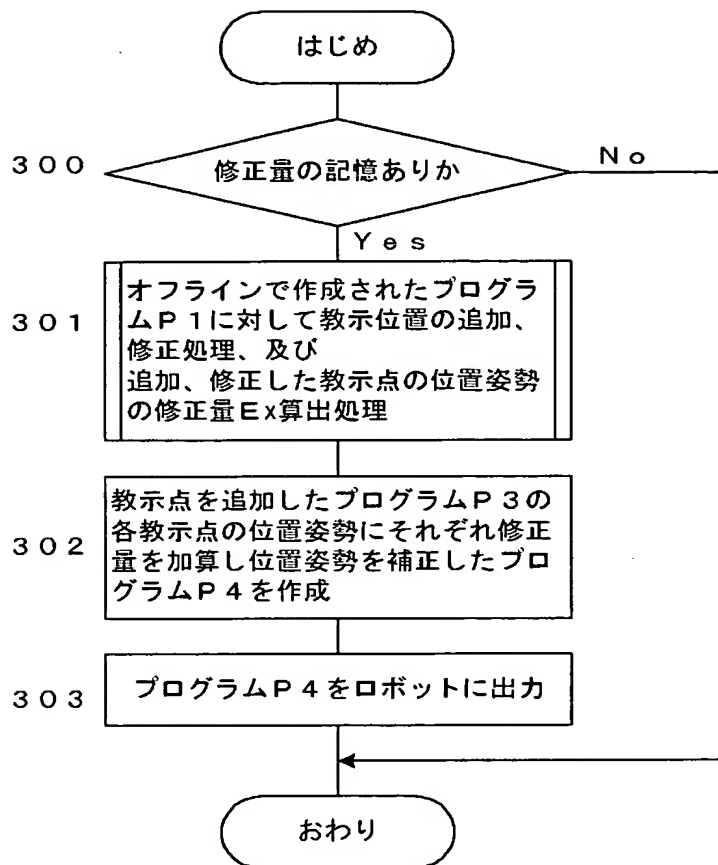 はじめ
300
修正量の記憶ありか
No
Yes
301
オフラインで作成されたプログラ
ムP1に対して教示位置の追加、
修正処理、及び
追加、修正した教示点の位置姿勢
の修正量Ex算出処理
302
教示点を追加したプログラムP3の
各教示点の位置姿勢にそれぞれ修正
量を加算し位置姿勢を補正したプロ
グラムP4を作成
303
プログラムP4をロボットに出力
おわり